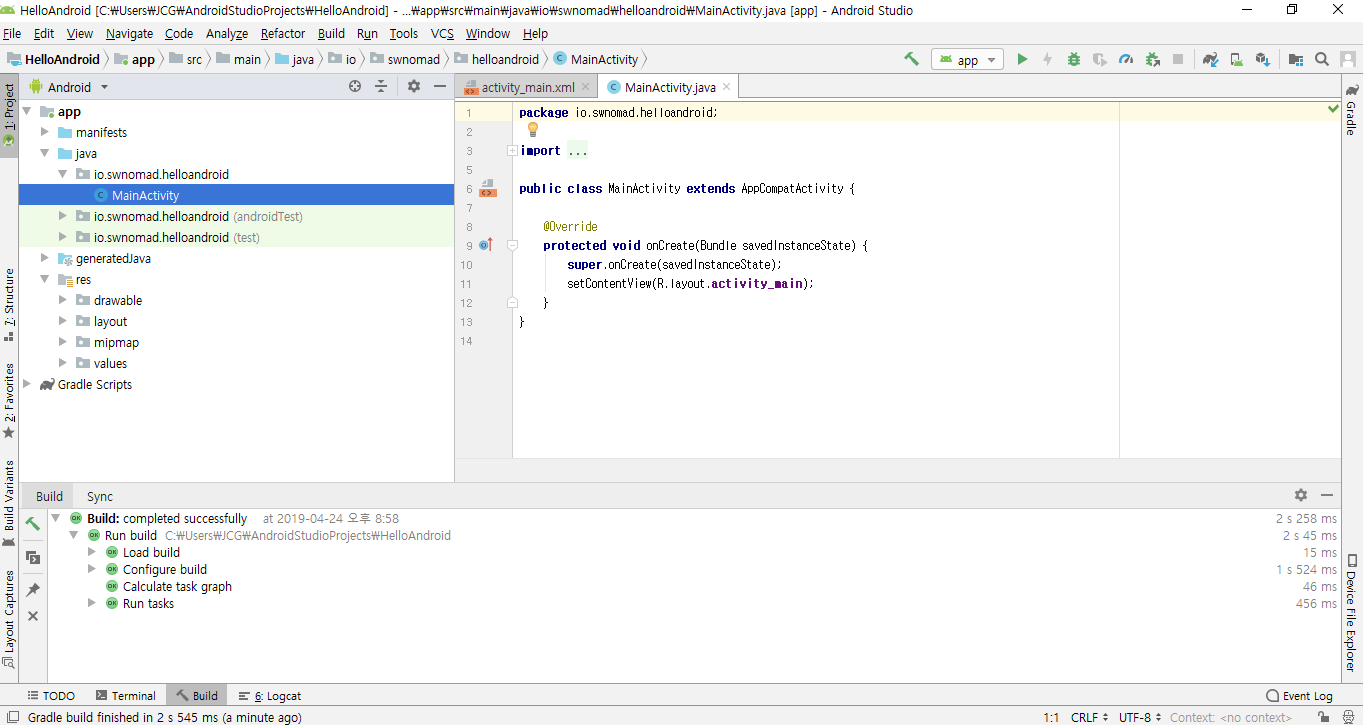 HelloAndroid [C:₩Users₩JCG₩AndroidStudioProjects₩HelloAndroid] - ...₩app₩src₩main₩java₩io₩swnomad₩helloandroid₩MainActivity.java [app] - Android Studio
File Edit View Navigate Code Analyze Refactor Build Run Tools VCS Window Help
HelloAndroid app src main java io swnomad helloandroid MainActivity app
1: Project
7: Structure
2: Favorites
Build Variants
Layout Captures
Android
app
manifests
java
io.swnomad.helloandroid
MainActivity
io.swnomad.helloandroid (androidTest)
io.swnomad.helloandroid (test)
generatedJava
res
drawable
layout
mipmap
values
Gradle Scripts
activity_main.xml MainActivity.java
1 package io.swnomad.helloandroid;
2
3 import ...
5
6 public class MainActivity extends AppCompatActivity {
7
8 @Override
9 protected void onCreate(Bundle savedInstanceState) {
10 super.onCreate(savedInstanceState);
11 setContentView(R.layout.activity_main);
12 }
13 }
14
Gradle
Device File Explorer
Build Sync
Build: completed successfully at 2019-04-24 오후 8:58 2 s 258 ms
Run build C:₩Users₩JCG₩AndroidStudioProjects₩HelloAndroid 2 s 45 ms
Load build 15 ms
Configure build 1 s 524 ms
Calculate task graph 46 ms
Run tasks 456 ms
TODO Terminal Build 6: Logcat Event Log
Gradle build finished in 2 s 545 ms (a minute ago) 1:1 CRLF UTF-8 Context: <no context>